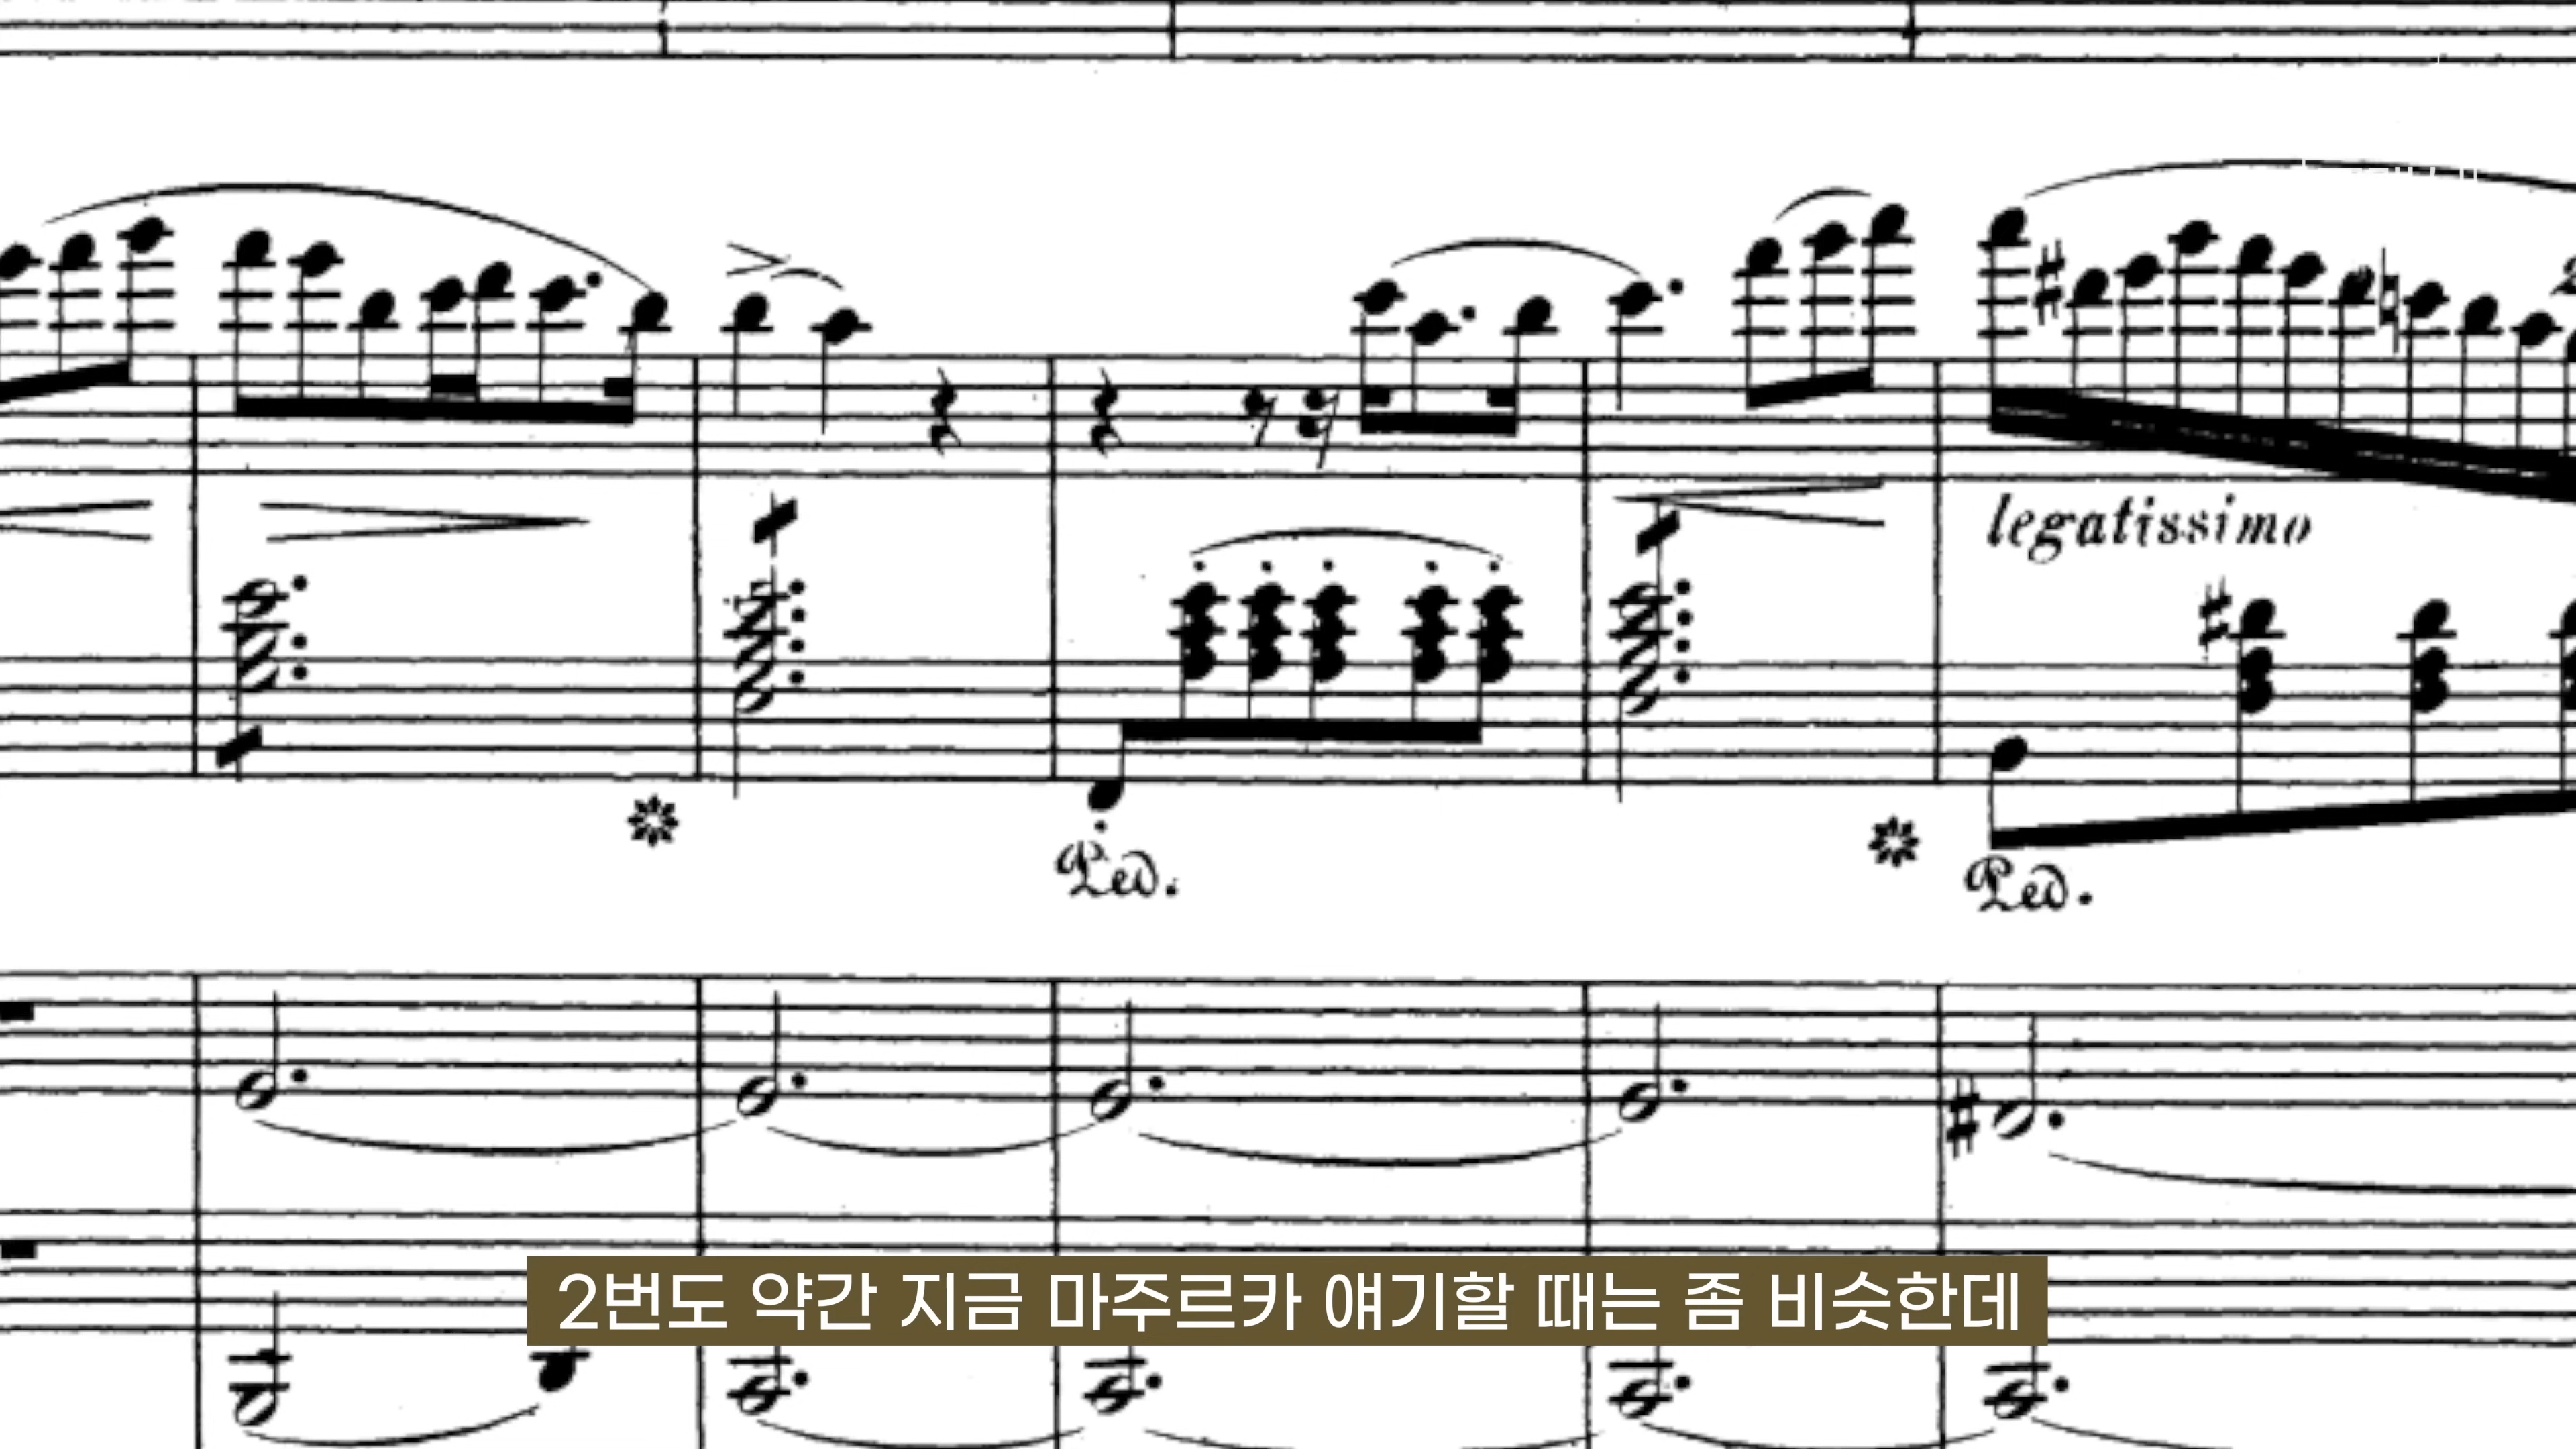 legatissimo
Ped.
Ped.
2번도 약간 지금 마주르카 얘기할 때는 좀 비슷한데